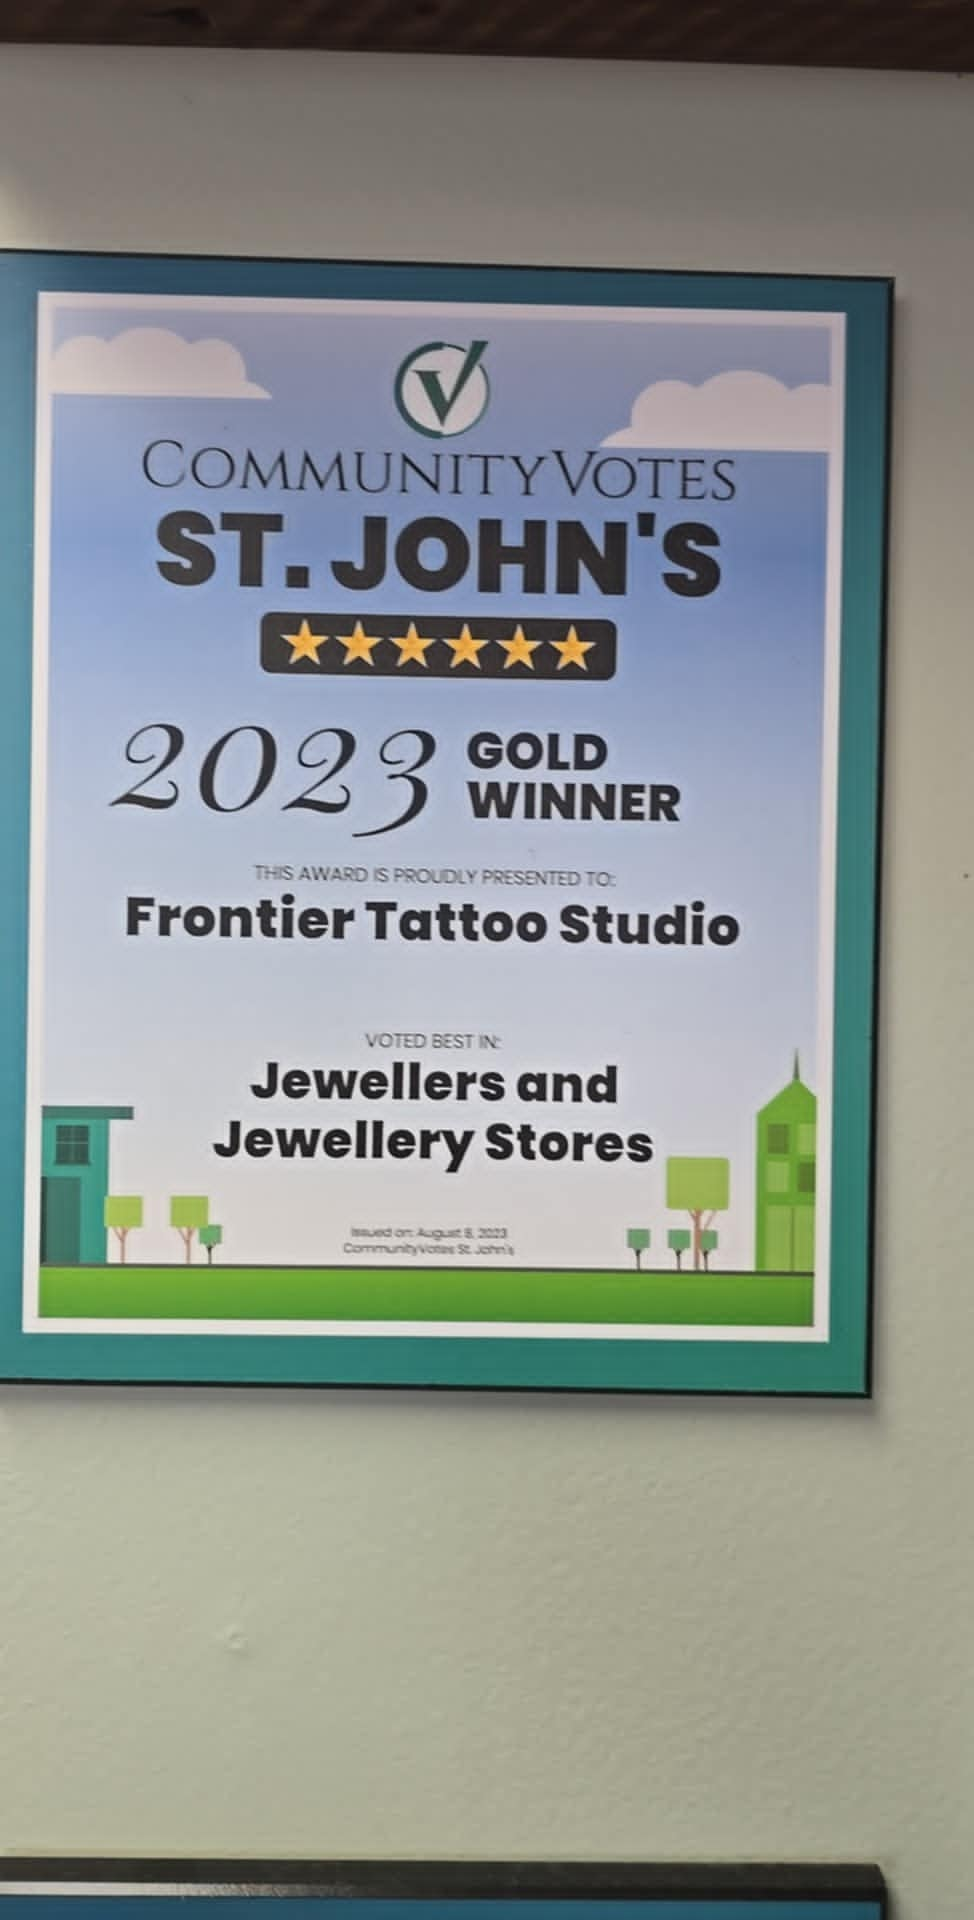 COMMUNITYVOTES
ST. JOHN'S
2023 GOLD
WINNER
THIS AWARD IS PROUDLY PRESENTED TO:
Frontier Tattoo Studio
VOTED BEST IN:
Jewellers and
Jewellery Stores
Issued on: August 8, 2023
CommunityVotes St. John's